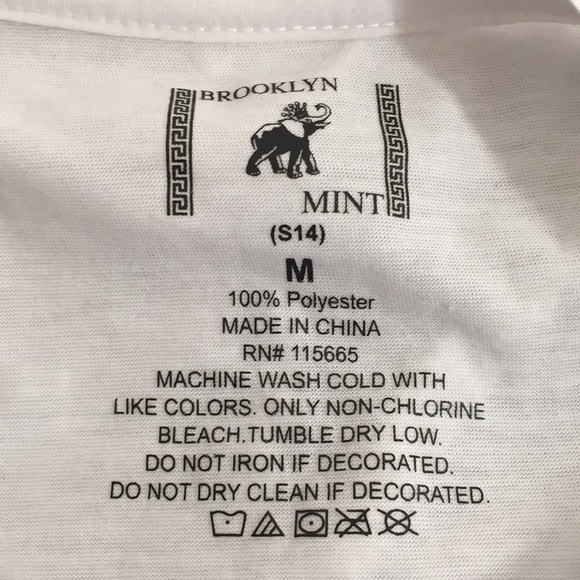 BROOKLYN
MINT
(S14)
M
100% Polyester
MADE IN CHINA
RN# 115665
MACHINE WASH COLD WITH
LIKE COLORS. ONLY NON-CHLORINE
BLEACH.TUMBLE DRY LOW.
DO NOT IRON IF DECORATED.
DO NOT DRY CLEAN IF DECORATED.